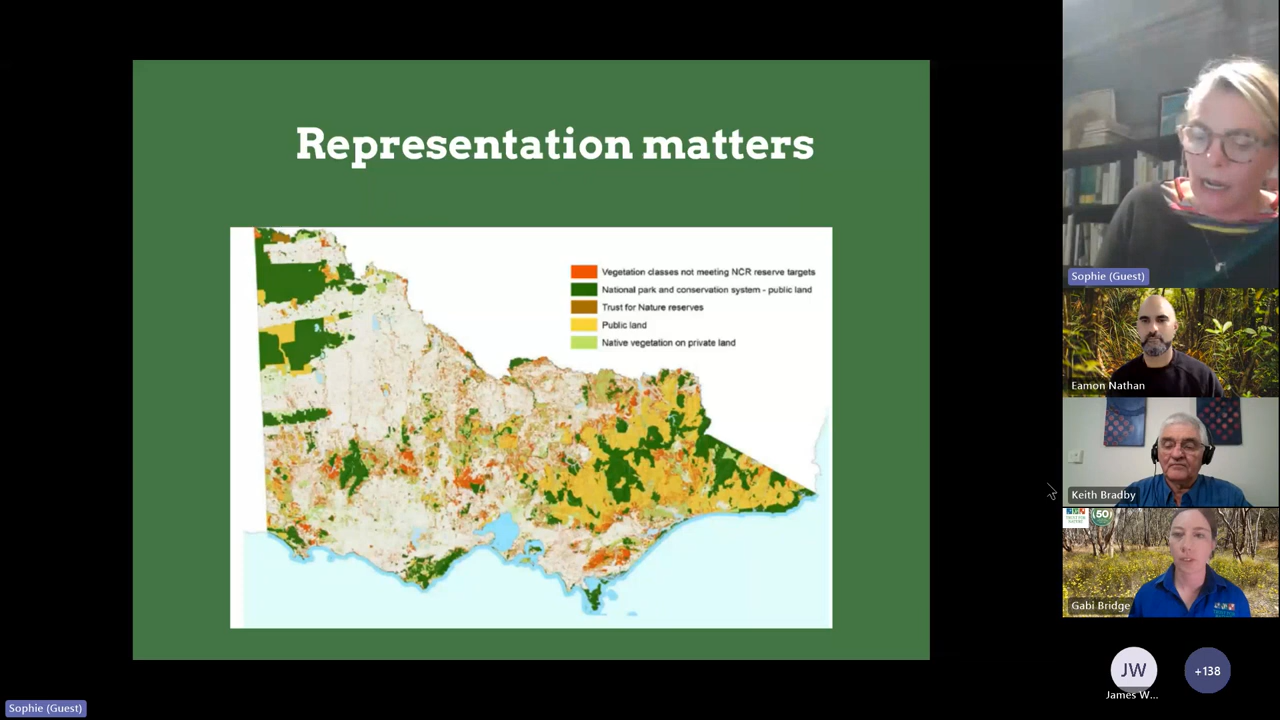 Representation matters
Vegetation classes not meeting NCR reserve targets
National park and conservation system - public land
Trust for Nature reserves
Public land
Native vegetation on private land
Sophie (Guest)
Eamon Nathan
Keith Bradby
50
Gabi Bridge
JW
James W...
+138
Sophie (Guest)